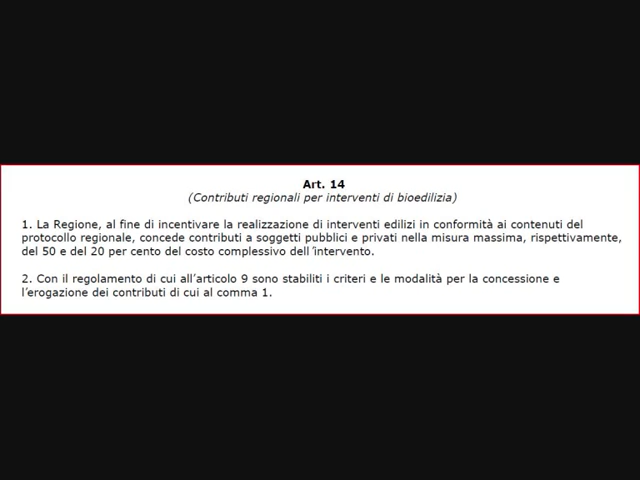 Art. 14
(Contributi regionali per interventi di bioedilizia)
1. La Regione, al fine di incentivare la realizzazione di interventi edilizi in conformità ai contenuti del
protocollo regionale, concede contributi a soggetti pubblici e privati nella misura massima, rispettivamente,
del 50 e del 20 per cento del costo complessivo dell´intervento.
2. Con il regolamento di cui all’articolo 9 sono stabiliti i criteri e le modalità per la concessione e
l’erogazione dei contributi di cui al comma 1.